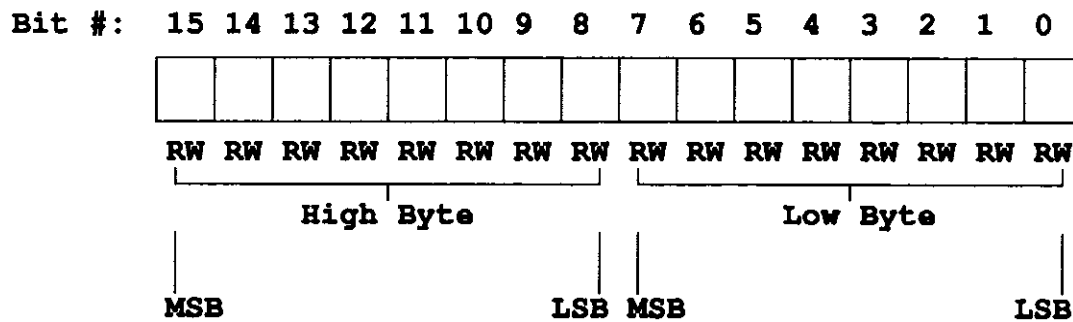 Bit #: 15 14 13 12 11 10 9 8 7 6 5 4 3 2 1 0
RW RW RW RW RW RW RW RW RW RW RW RW RW RW RW RW
High Byte Low Byte
MSB LSB MSB LSB